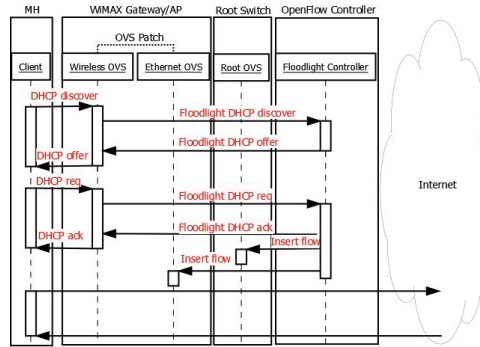 MH WiMAX Gateway/AP Root Switch OpenFlow Controller
OVS Patch
Client Wireless OVS Ethernet OVS Root OVS Floodlight Controller
DHCP discover
Floodlight DHCP discover
Floodlight DHCP offer
DHCP offer
DHCP req
Floodlight DHCP req
Internet
Floodlight DHCP ack
DHCP ack
Insert flow
Insert flow